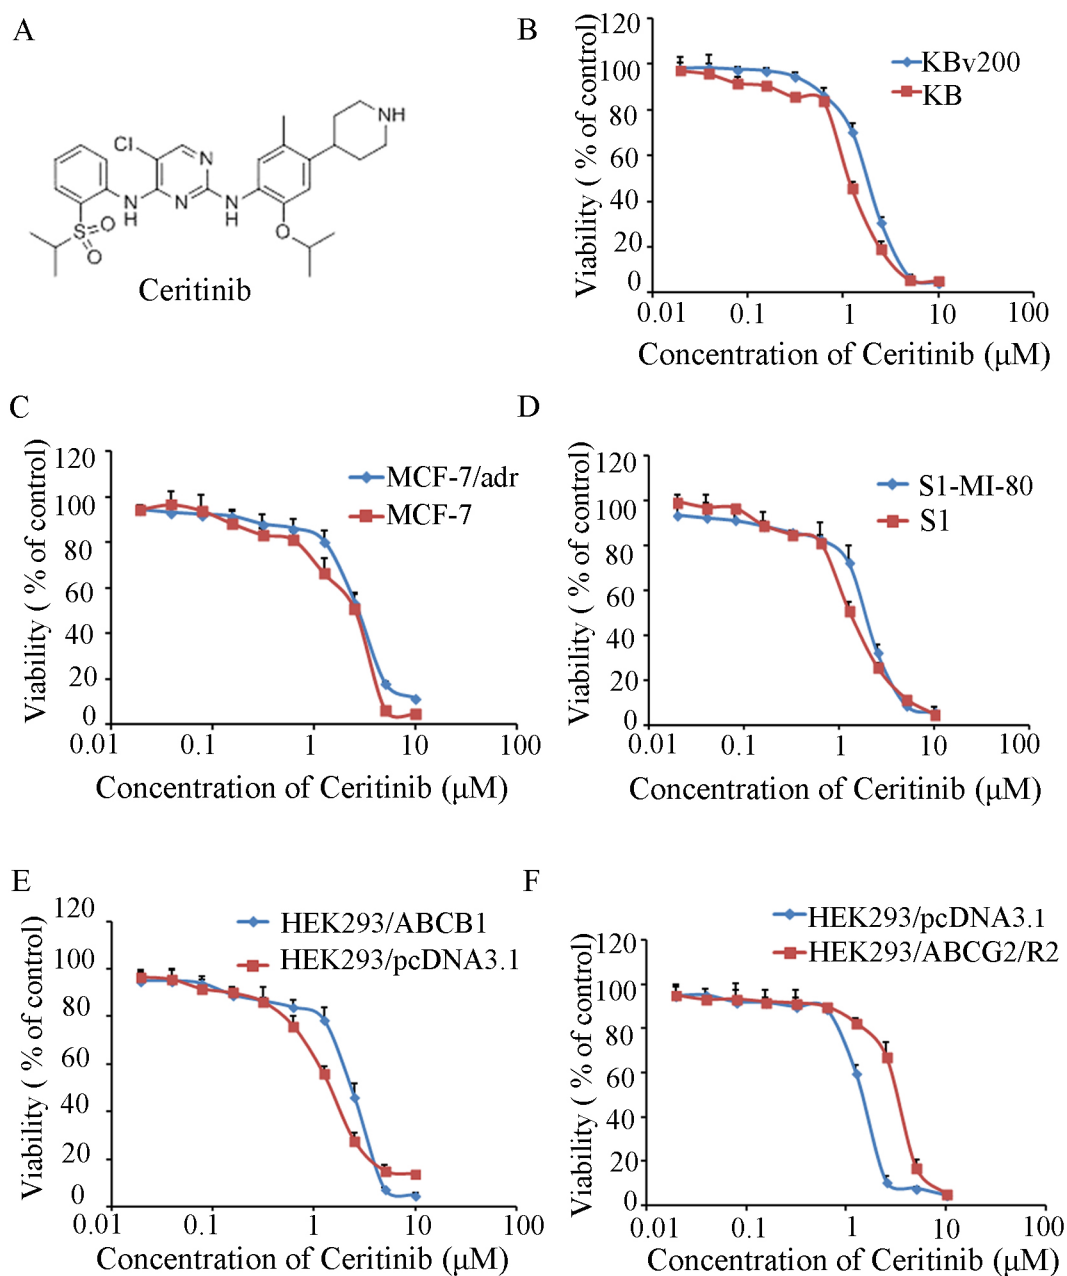 A
Cl
N
NH
N
H
N
N
H
S
O
O
O
Ceritinib
B
Viability ( % of control)
120
100
80
60
40
20
0
KBv200
KB
0.01 0.1 1 10 100
Concentration of Ceritinib (μM)
C
Viability ( % of control)
120
100
80
60
40
20
0
MCF-7/adr
MCF-7
0.01 0.1 1 10 100
Concentration of Ceritinib (μM)
D
Viability ( % of control)
120
100
80
60
40
20
0
S1-MI-80
S1
0.01 0.1 1 10 100
Concentration of Ceritinib (μM)
E
Viability ( % of control)
120
100
80
60
40
20
0
HEK293/ABCB1
HEK293/pcDNA3.1
0.01 0.1 1 10 100
Concentration of Ceritinib (μM)
F
Viability ( % of control)
120
100
80
60
40
20
0
HEK293/pcDNA3.1
HEK293/ABCG2/R2
0.01 0.1 1 10 100
Concentration of Ceritinib (μM)